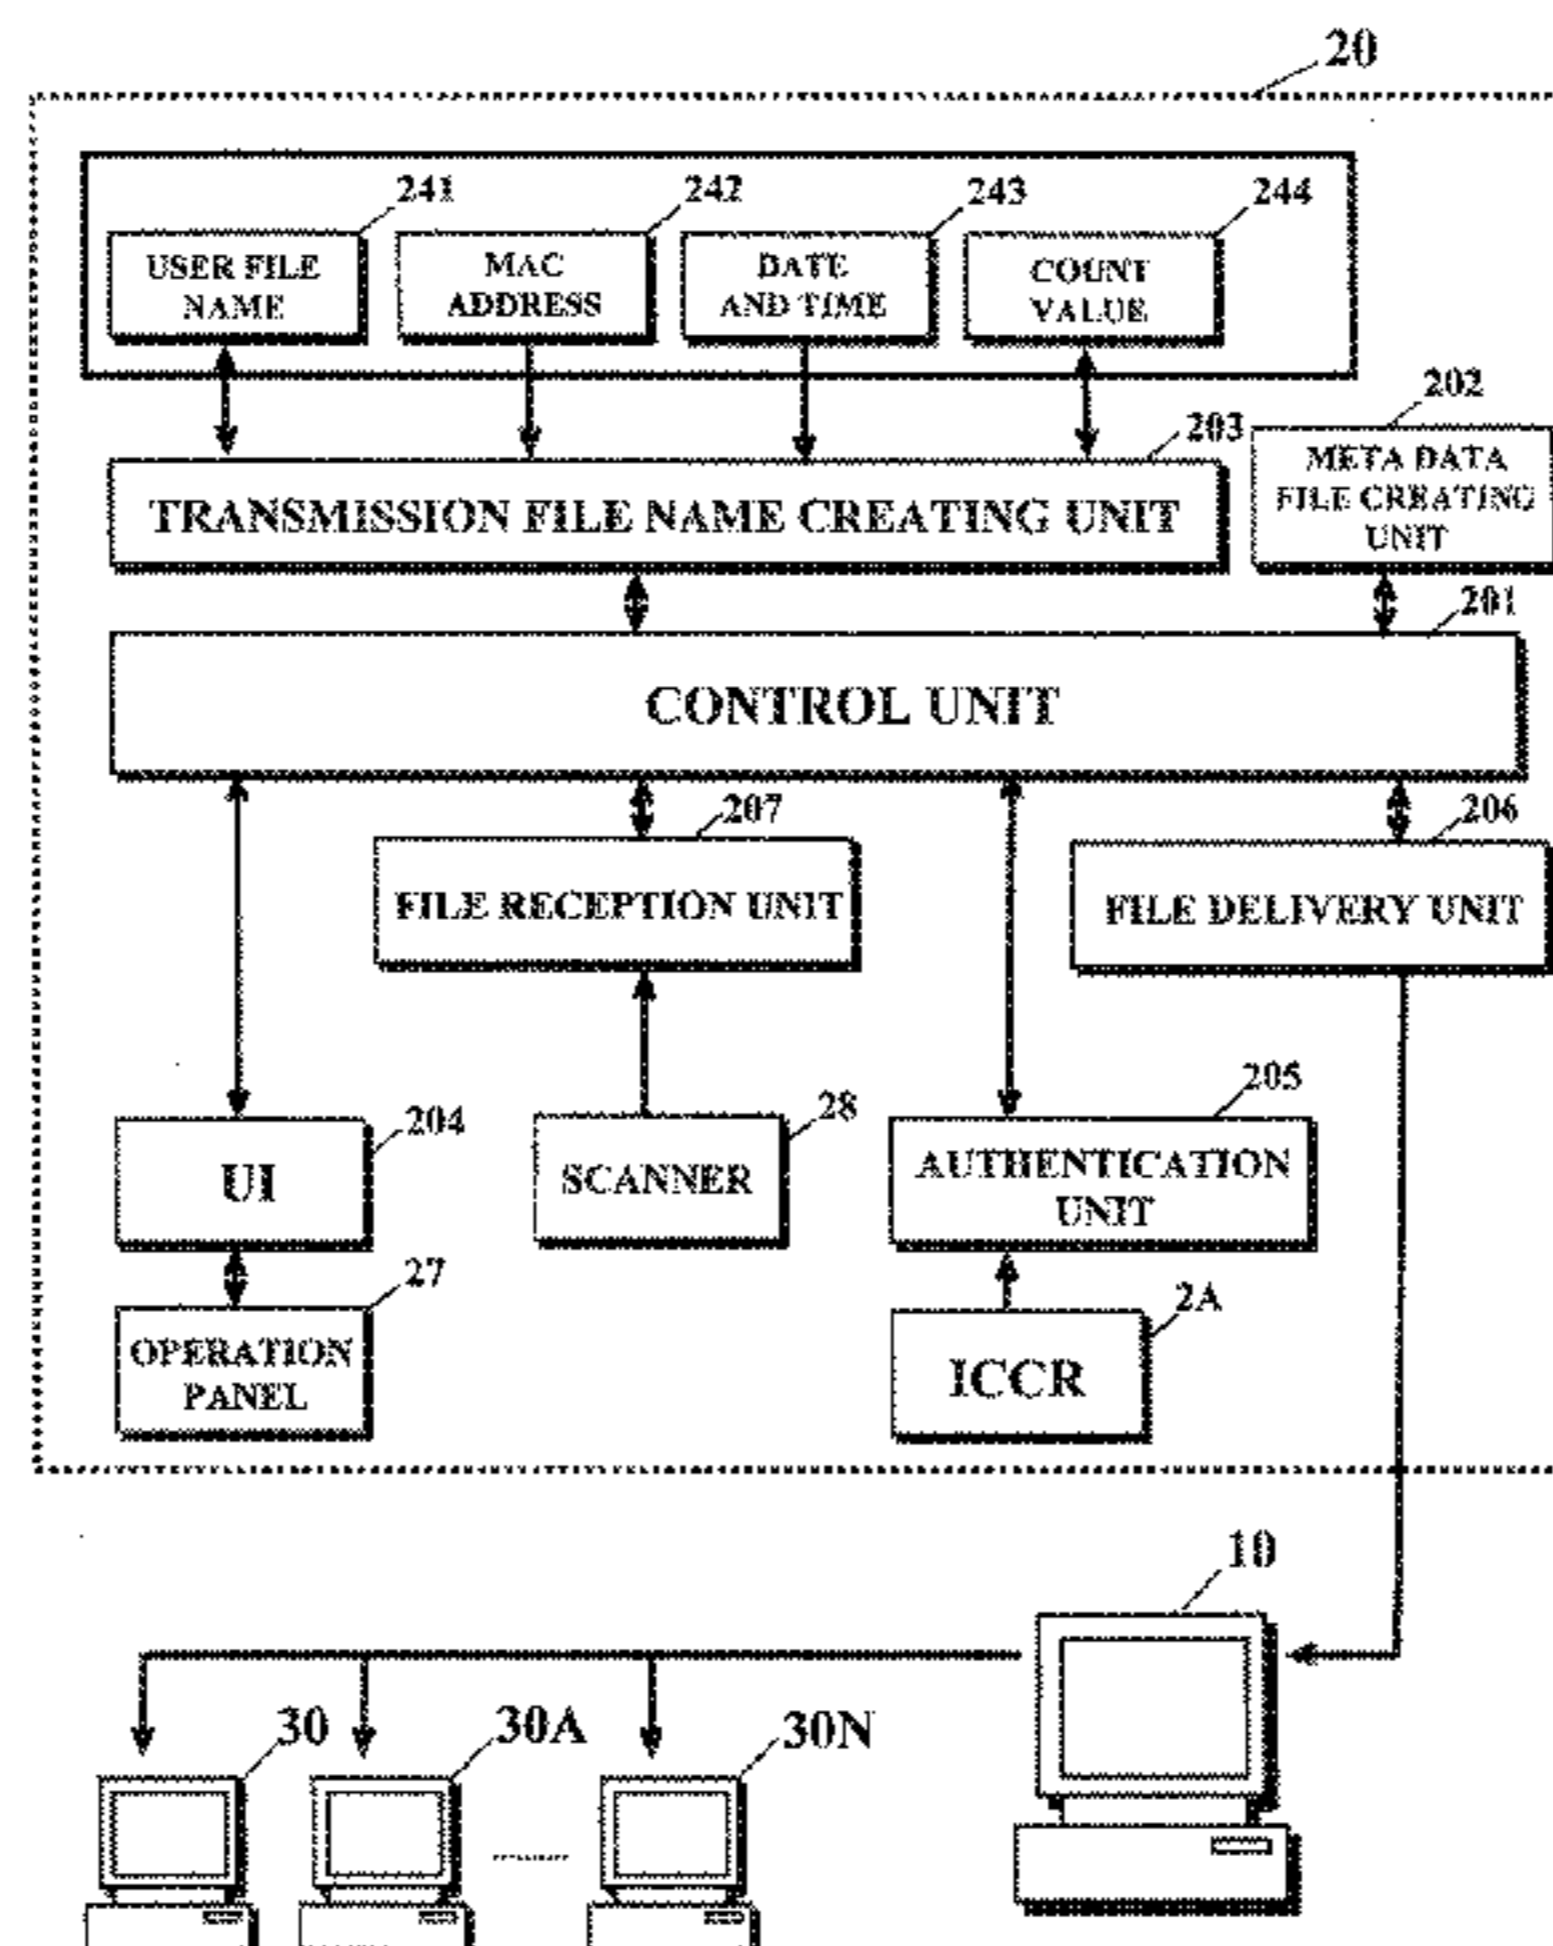 20
241
242
243
244
USER FILE
NAME
MAC
ADDRESS
DATE
AND TIME
COUNT
VALUE
202
203
META DATA
FILE CREATING
UNIT
TRANSMISSION FILE NAME CREATING UNIT
201
CONTROL UNIT
207
206
FILE RECEPTION UNIT
FILE DELIVERY UNIT
204
28
205
UI
SCANNER
AUTHENTICATION
UNIT
27
2A
OPERATION
PANEL
ICCR
10
30
30A
30N